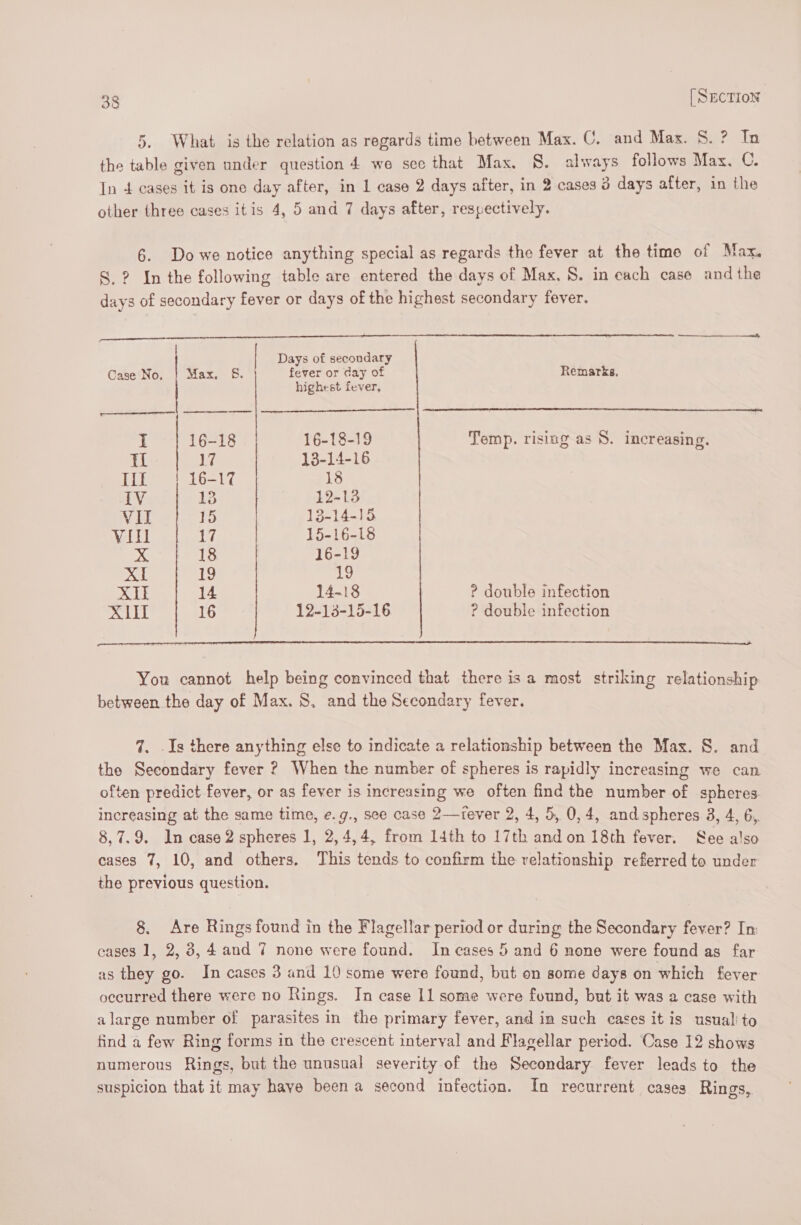 38 [SECTION
5. What is the relation as regards time between Max. C. and Max. S. ? In
the table given under question 4 we see that Max. S. always follows Max. C.
In 4 cases it is one day after, in 1 case 2 days after, in 2 cases 3 days after, in the
other three cases it is 4, 5 and 7 days after, respectively.
6. Do we notice anything special as regards the fever at the time of Max.
S. ? In the following table are entered the days of Max. S. in each case and the
days of secondary fever or days of the highest secondary fever.
Case No. | Max. S. | Days of secondary fever or day of highest fever. | Remarks.
I | 16-18 | 16-18-19 | Temp. rising as S. increasing.
II | 17 | 13-14-16
III | 16-17 | 18
IV | 13 | 12-13
VII | 15 | 13-14-15
VIII | 17 | 15-16-18
X | 18 | 16-19
XI | 19 | 19
XII | 14 | 14-18 | ? double infection
XIII | 16 | 12-13-15-16 | ? double infection
You cannot help being convinced that there is a most striking relationship
between the day of Max. S. and the Secondary fever.
7. Is there anything else to indicate a relationship between the Max. S. and
the Secondary fever ? When the number of spheres is rapidly increasing we can
often predict fever, or as fever is increasing we often find the number of spheres
increasing at the same time, e.g., see case 2—fever 2, 4, 5, 0, 4, and spheres 3, 4, 6,
8, 7. 9. In case 2 spheres 1, 2, 4, 4, from 14th to 17th and on 18th fever. See also
cases 7, 10, and others. This tends to confirm the relationship referred to under
the previous question.
8. Are Rings found in the Flagellar period or during the Secondary fever? In
cases 1, 2, 3, 4 and 7 none were found. In cases 5 and 6 none were found as far
as they go. In cases 3 and 10 some were found, but on some days on which fever
occurred there were no Rings. In case 11 some were found, but it was a case with
a large number of parasites in the primary fever, and in such cases it is usual to
find a few Ring forms in the crescent interval and Flagellar period. Case 12 shows
numerous Rings, but the unusual severity of the Secondary fever leads to the
suspicion that it may have been a second infection. In recurrent cases Rings,